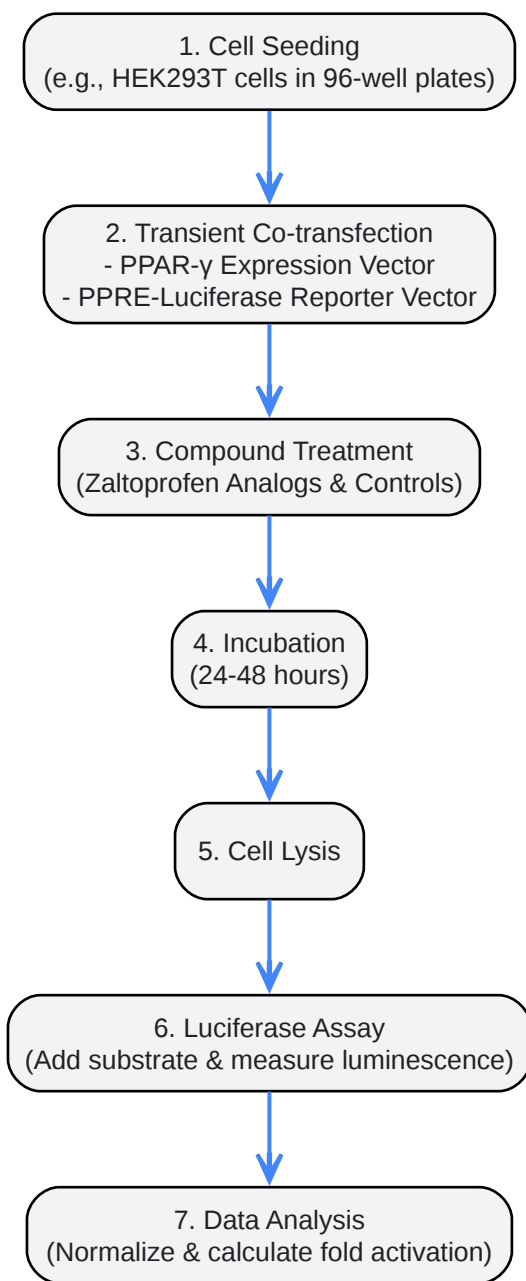 1. Cell Seeding
(e.g., HEK293T cells in 96-well plates)
2. Transient Co-transfection
- PPAR-γ Expression Vector
- PPRE-Luciferase Reporter Vector
3. Compound Treatment
(Zaltoprofen Analogs & Controls)
4. Incubation
(24-48 hours)
5. Cell Lysis
6. Luciferase Assay
(Add substrate & measure luminescence)
7. Data Analysis
(Normalize & calculate fold activation)